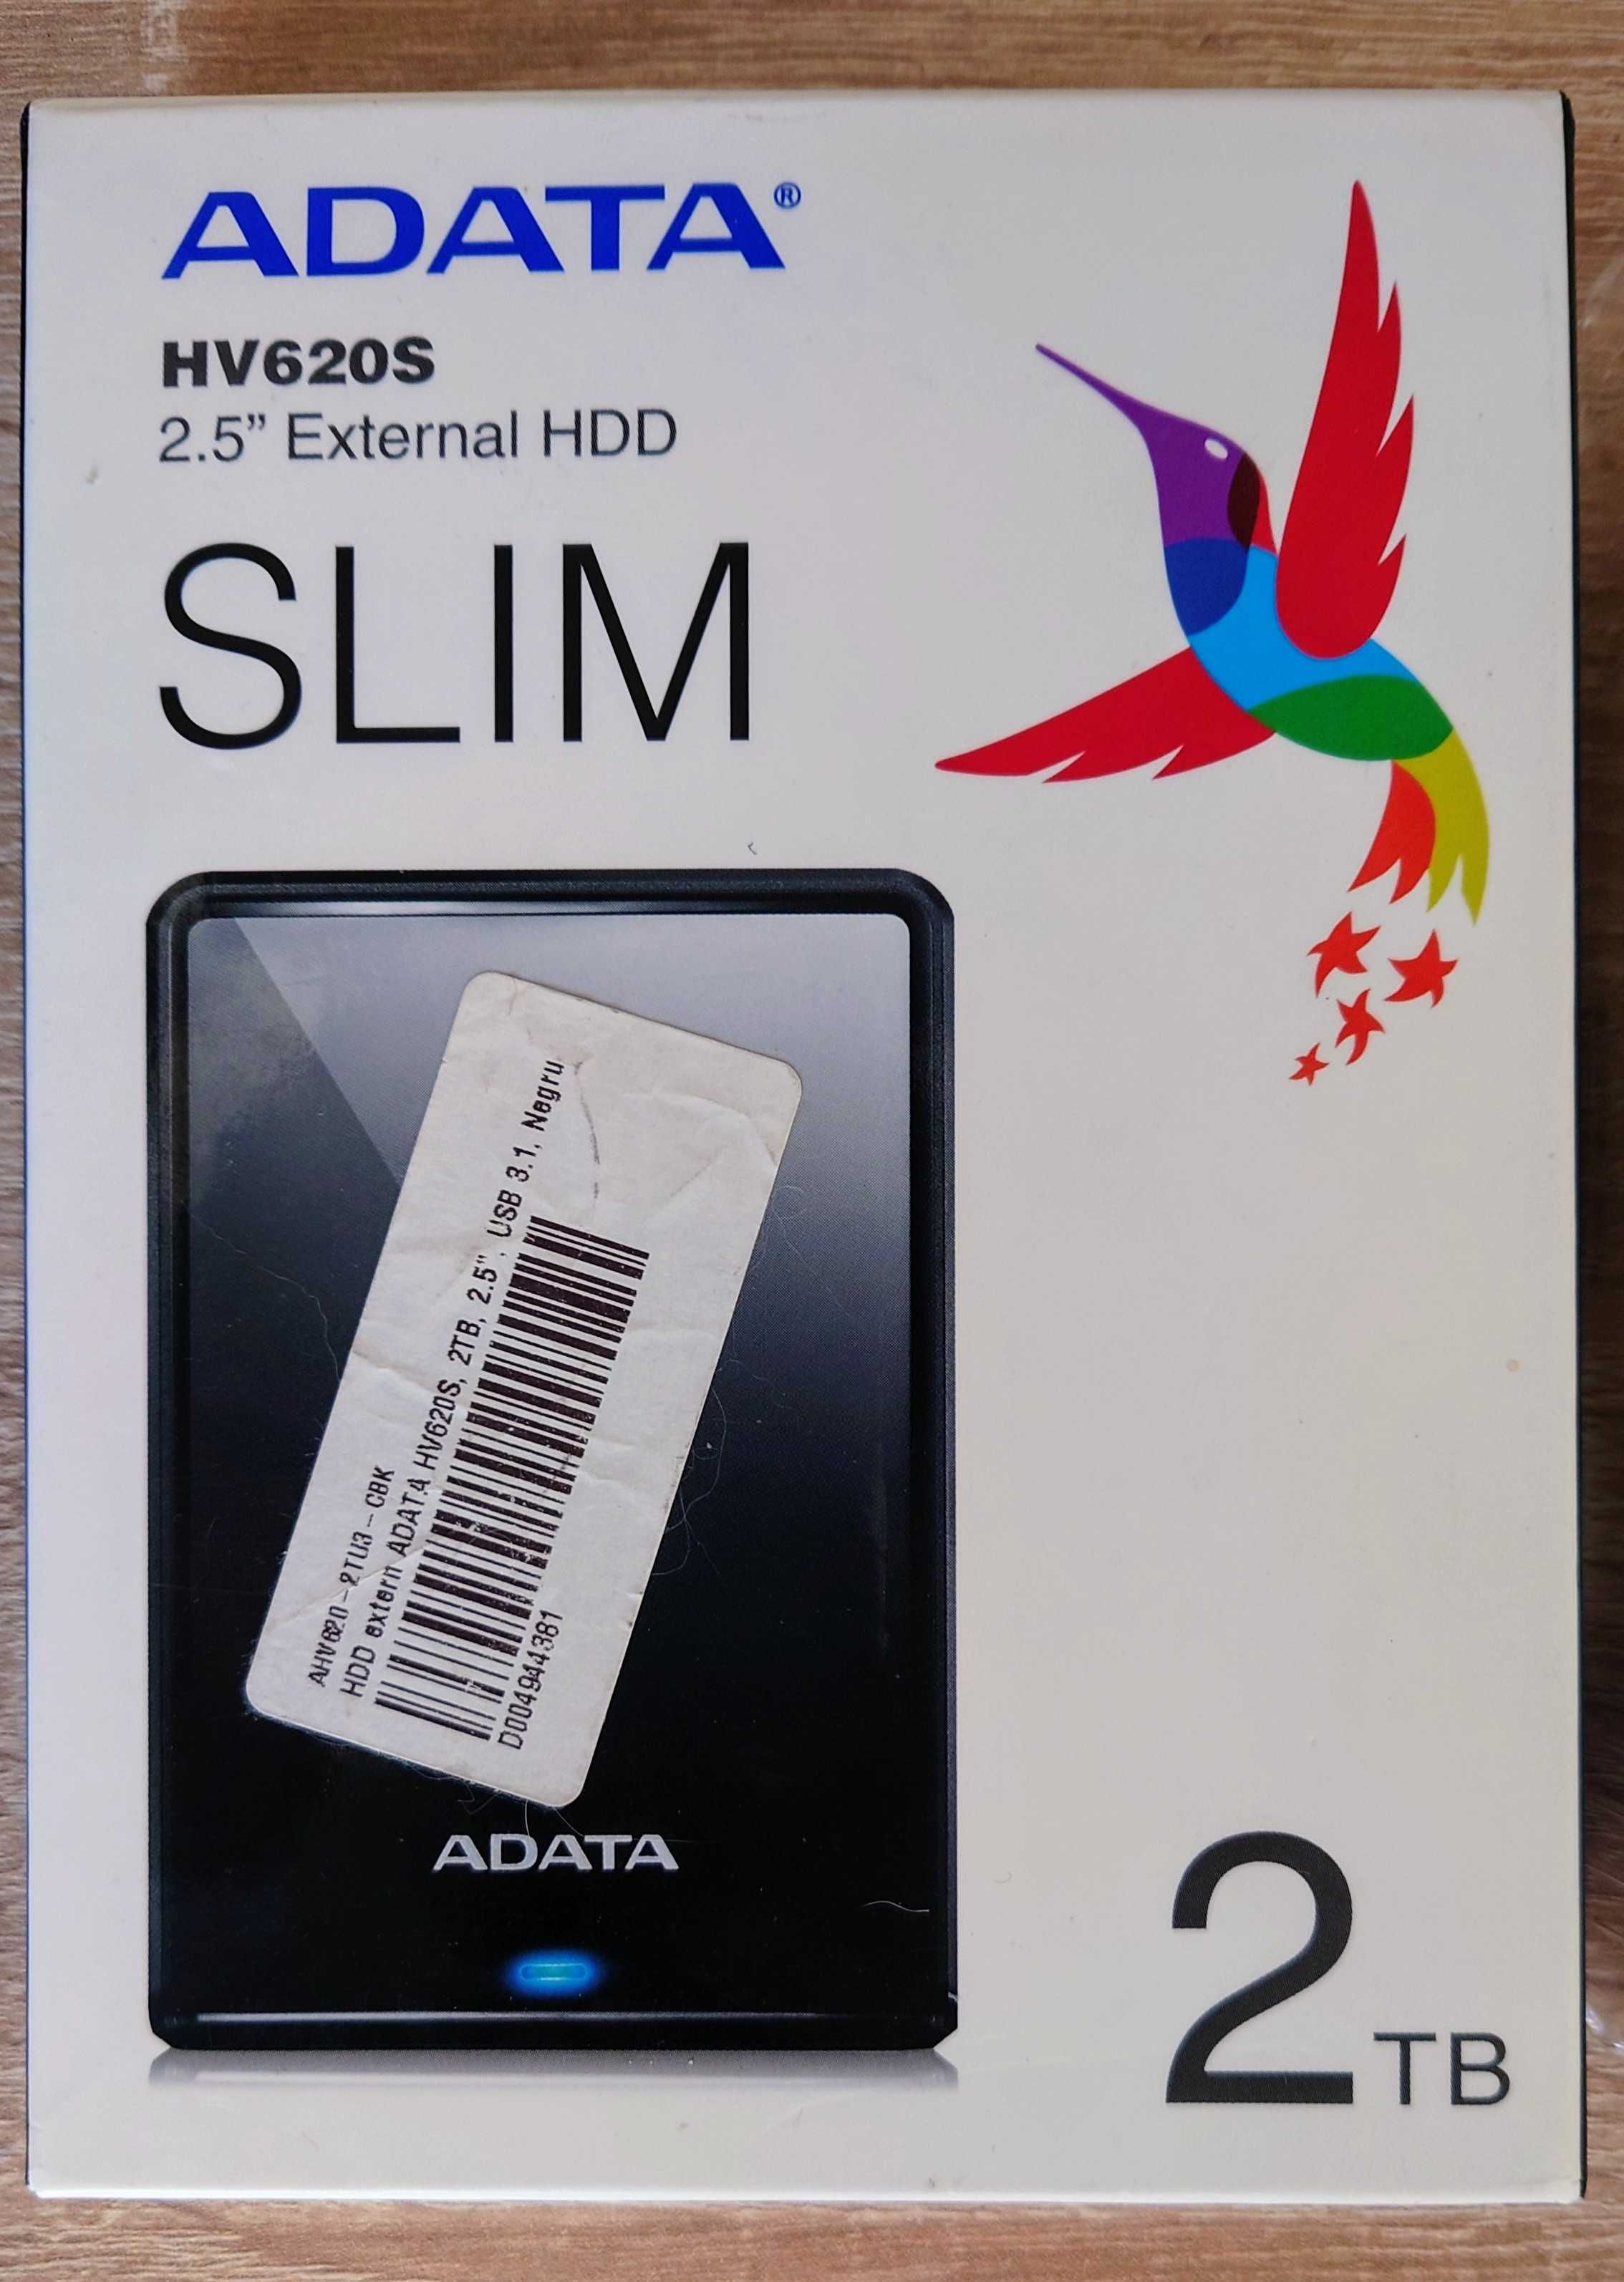 ADATA®
HV620S
2.5” External HDD
SLIM
AHV620-2TU3-CBK
HDD extern ADATA HV620S, 2TB, 2.5", USB 3.1, Negru
D004944381
ADATA
2TB